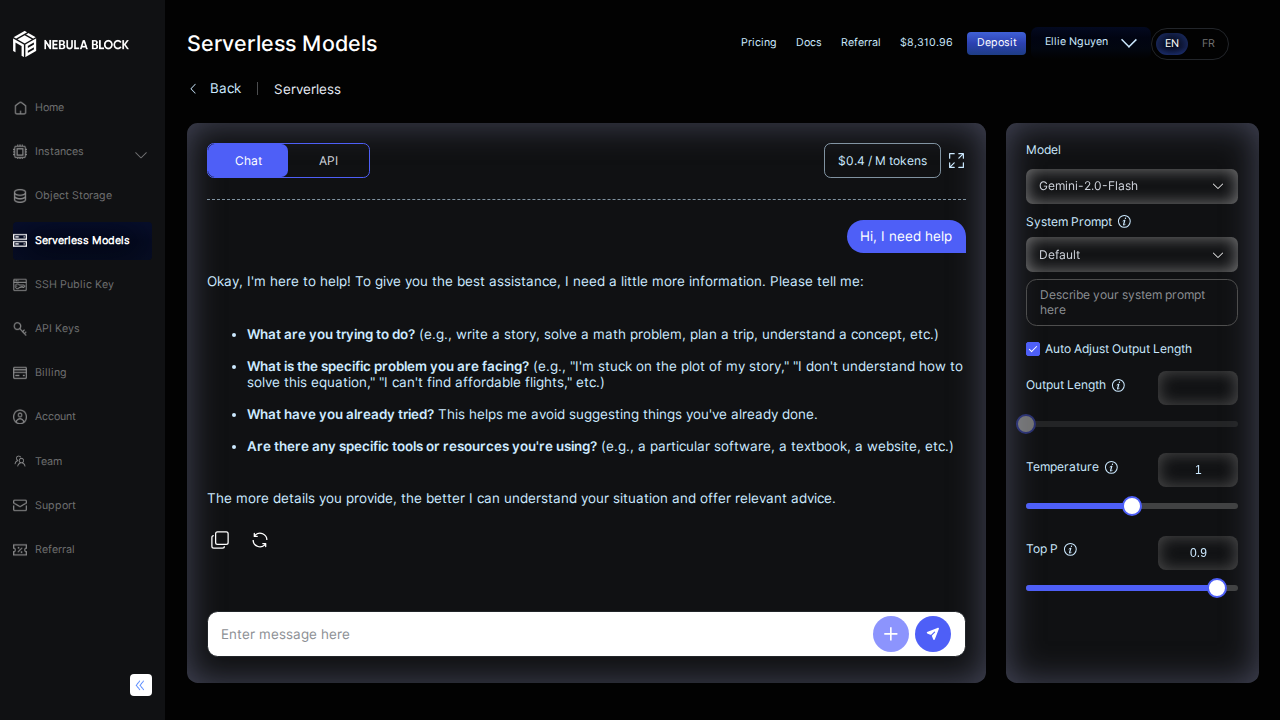 NEBULA BLOCK
Home
Instances
Object Storage
Serverless Models
SSH Public Key
API Keys
Billing
Account
Team
Support
Referral
Serverless Models
Pricing
Docs
Referral
$8,310.96
Deposit
Ellie Nguyen
EN
FR
Back
Serverless
Chat
API
$0.4 / M tokens
Hi, I need help
Okay, I'm here to help! To give you the best assistance, I need a little more information. Please tell me:
• What are you trying to do? (e.g., write a story, solve a math problem, plan a trip, understand a concept, etc.)
• What is the specific problem you are facing? (e.g., "I'm stuck on the plot of my story," "I don't understand how to
solve this equation," "I can't find affordable flights," etc.)
• What have you already tried? This helps me avoid suggesting things you've already done.
• Are there any specific tools or resources you're using? (e.g., a particular software, a textbook, a website, etc.)
The more details you provide, the better I can understand your situation and offer relevant advice.
Enter message here
Model
Gemini-2.0-Flash
System Prompt
Default
Describe your system prompt
here
Auto Adjust Output Length
Output Length
Temperature
1
Top P
0.9